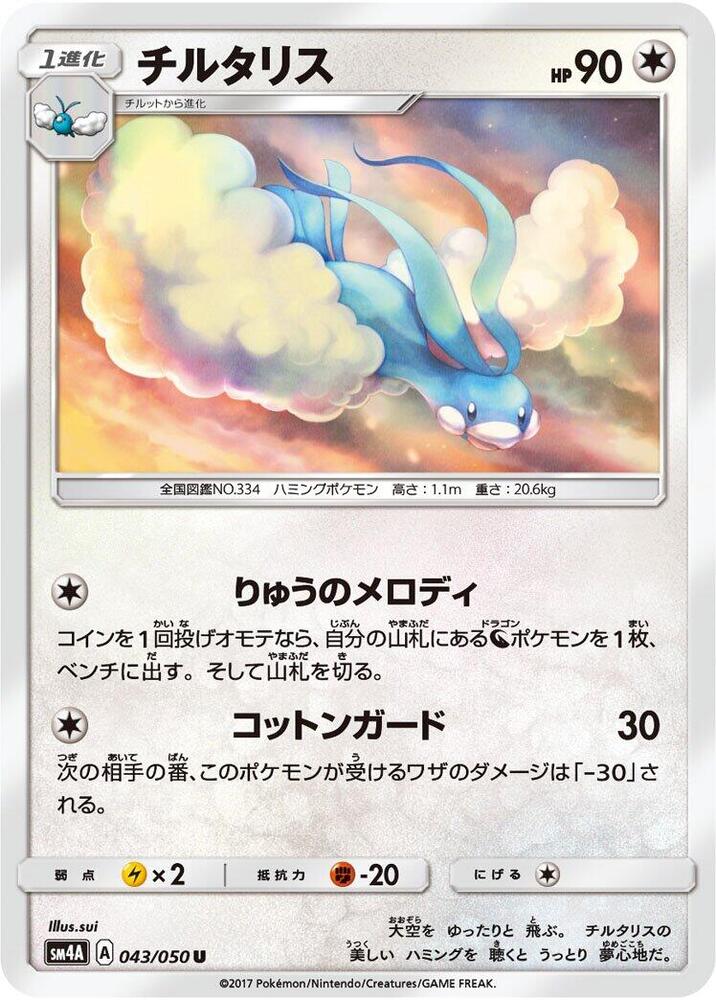 1進化
チルタリス
HP 90
チルットから進化
全国図鑑NO.334 ハミングポケモン 高さ:1.1m 重さ:20.6kg
りゅうのメロディ
コインを1回投げオモテなら、自分の山札にあるポケモンを1枚、
ベンチに出す。そして山札を切る。
コットンガード 30
次の相手の番、このポケモンが受けるワザのダメージは「-30」さ
れる。
弱点 ×2 抵抗力 -20 にげる
Illus.sui
大空を ゆったりと 飛ぶ。 チルタリスの
美しい ハミングを 聴くと うっとり 夢心地だ。
SM4A A 043/050 U
©2017 Pokémon/Nintendo/Creatures/GAME FREAK.